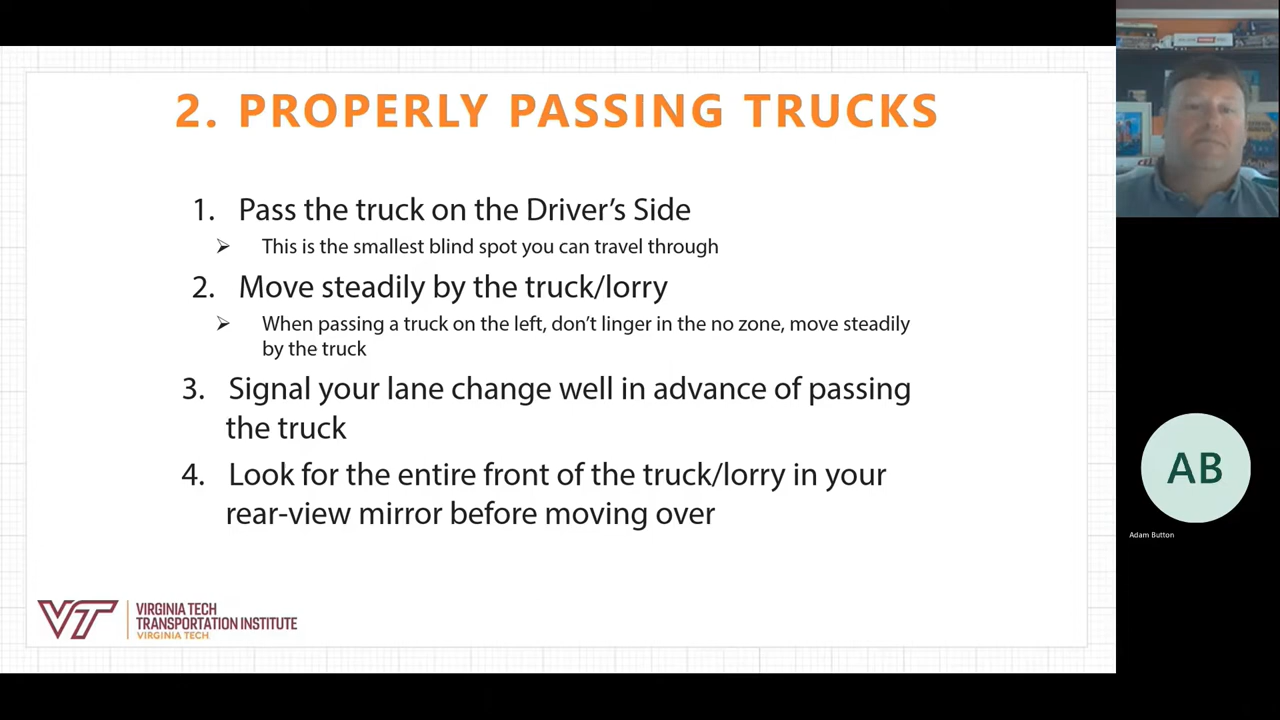 2. PROPERLY PASSING TRUCKS
1. Pass the truck on the Driver’s Side
➢ This is the smallest blind spot you can travel through
2. Move steadily by the truck/lorry
➢ When passing a truck on the left, don’t linger in the no zone, move steadily
by the truck
3. Signal your lane change well in advance of passing
the truck
4. Look for the entire front of the truck/lorry in your
rear-view mirror before moving over
VT
VIRGINIA TECH
TRANSPORTATION INSTITUTE
VIRGINIA TECH
AB
Adam Button